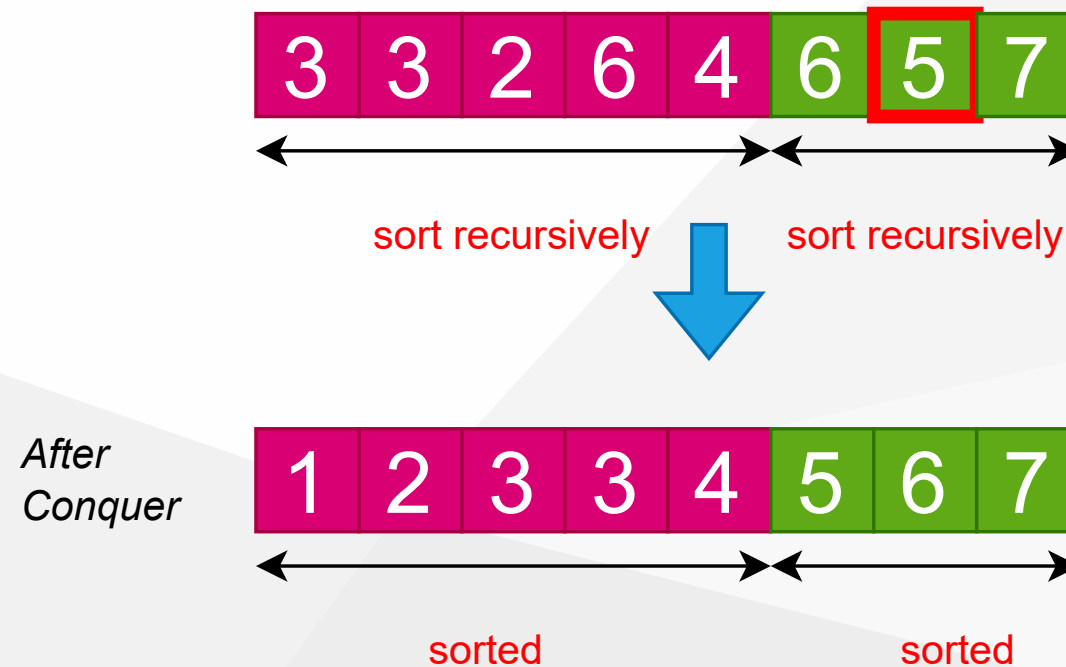 3 3 2 6 4 6 5 7
sort recursively sort recursively
After
Conquer
1 2 3 3 4 5 6 7
sorted sorted